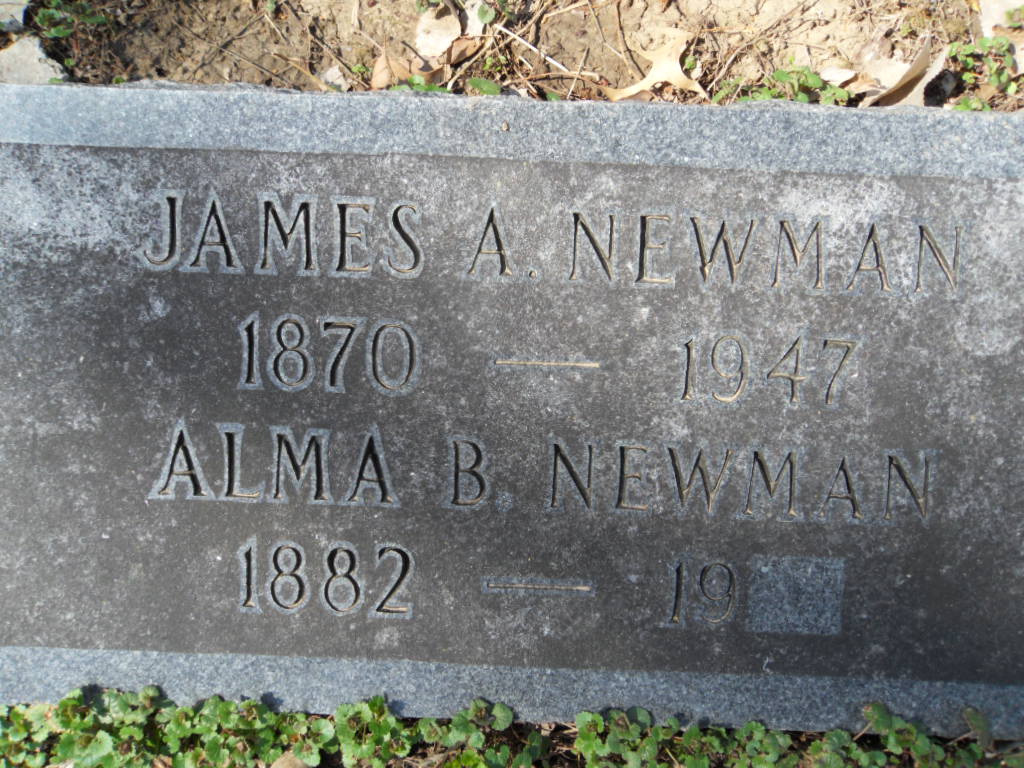 JAMES A. NEWMAN
1870 — 1947
ALMA B. NEWMAN
1882 — 19